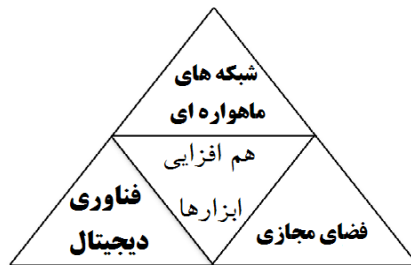 شبکه های
ماهواره ای
هم افزایی
ابزارها
فضای مجازی
فناوری
دیجیتال